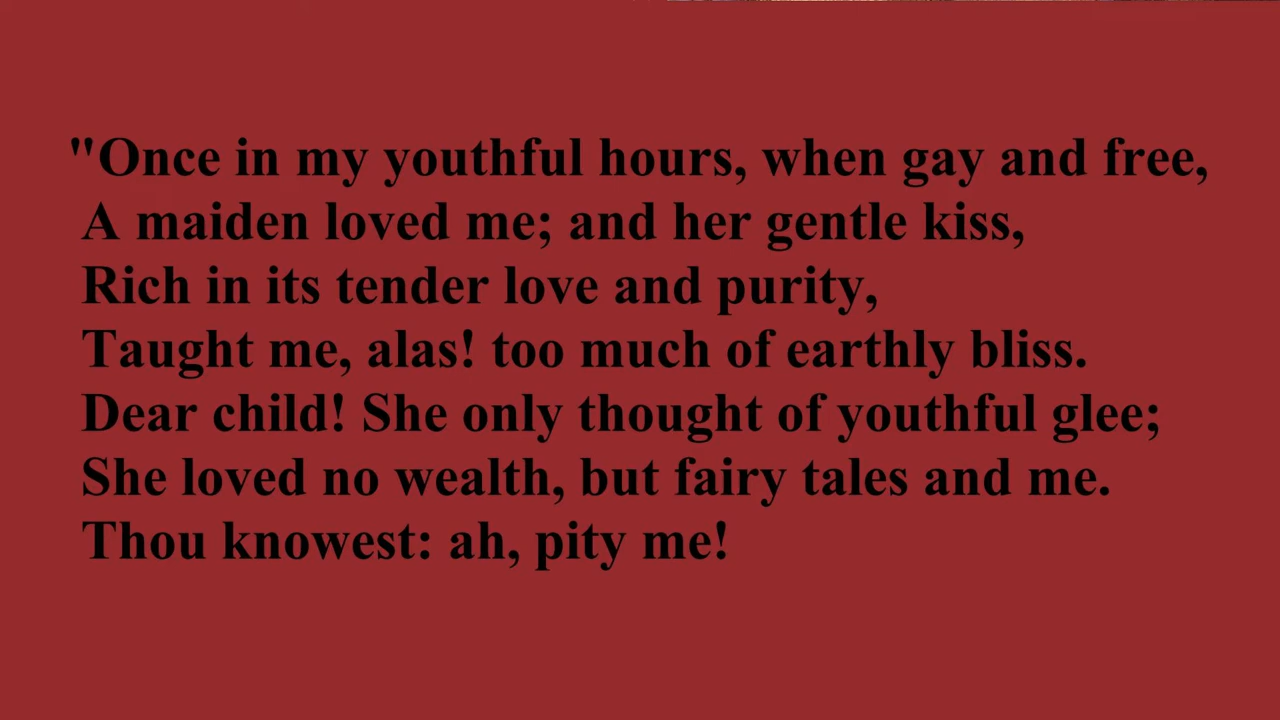 "Once in my youthful hours, when gay and free,
A maiden loved me; and her gentle kiss,
Rich in its tender love and purity,
Taught me, alas! too much of earthly bliss.
Dear child! She only thought of youthful glee;
She loved no wealth, but fairy tales and me.
Thou knowest: ah, pity me!